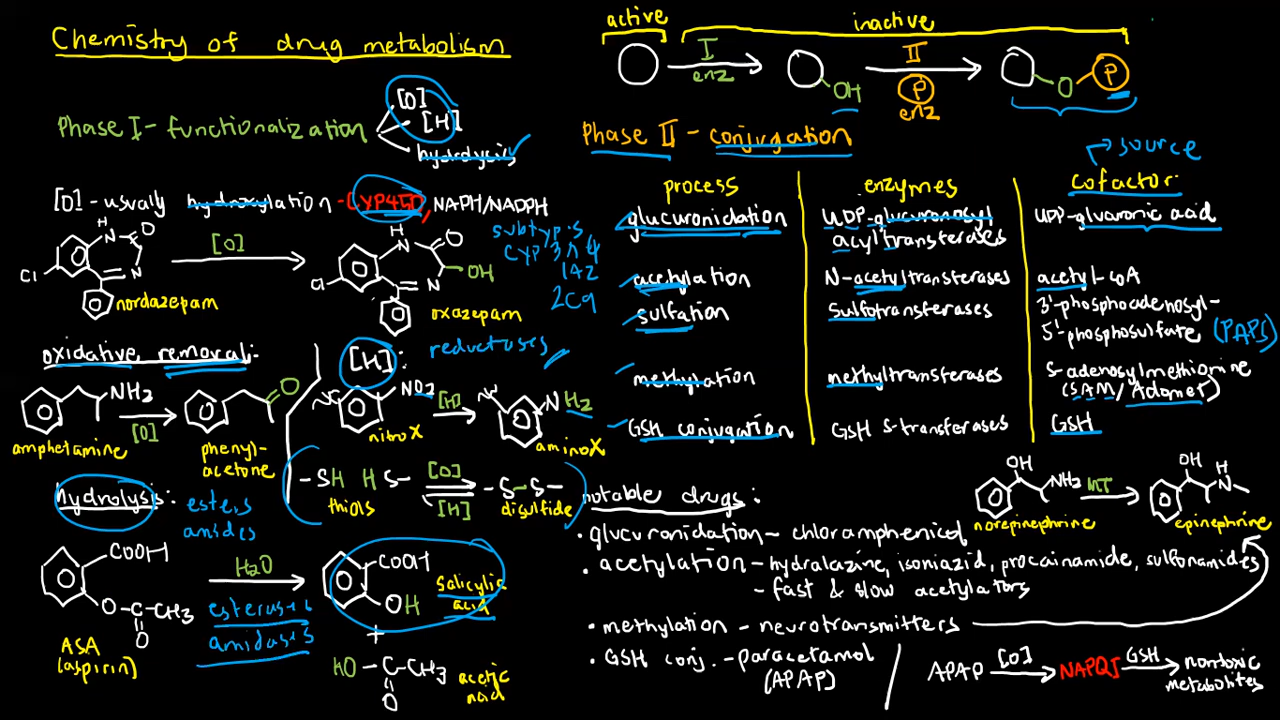 Chemistry of drug metabolism
Phase I - functionalization
[O]
[H]
hydrolysis
[O] - usually hydroxylation - CYP450, NAPH/NADPH
subtypes
CYP 3A4
1A2
2C9
H
N
O
N
Cl
nordazepam
[O]
H
N
O
OH
N
Cl
oxazepam
oxidative removal:
NH2
amphetamine
[O]
O
phenyl-
acetone
[H]:
reductases
NO2
nitroX
[H]
NH2
aminoX
-SH HS-
thiols
[O]
[H]
-S-S-
disulfide
hydrolysis:
esters
amides
COOH
O-C-CH3
O
ASA
(aspirin)
H2O
esterases
amidases
COOH
OH
salicylic
acid
+
HO-C-CH3
O
acetic
acid
active
inactive
I
enz
OH
II
P
enz
O
P
Phase II - conjugation
source
process
enzymes
cofactor
glucuronidation
UDP-glucuronosyl
acyltransferases
UDP-glucuronic acid
acetylation
N-acetyltransferases
acetyl-coA
sulfation
Sulfotransferases
3'-phosphoadenosyl-
5'-phosphosulfate (PAPS)
methylation
methyltransferases
S-adenosylmethionine
(SAM/Adomet)
GSH conjugation
GSH S-transferases
GSH
notable drugs:
OH
NH2
norepinephrine
MT
OH
H
N
epinephrine
• glucuronidation - chloramphenicol
• acetylation - hydralazine, isoniazid, procainamide, sulfonamides
- fast & slow acetylators
• methylation - neurotransmitters
• GSH conj. - paracetamol
(APAP)
APAP [O] NAPQI GSH nontoxic
metabolites